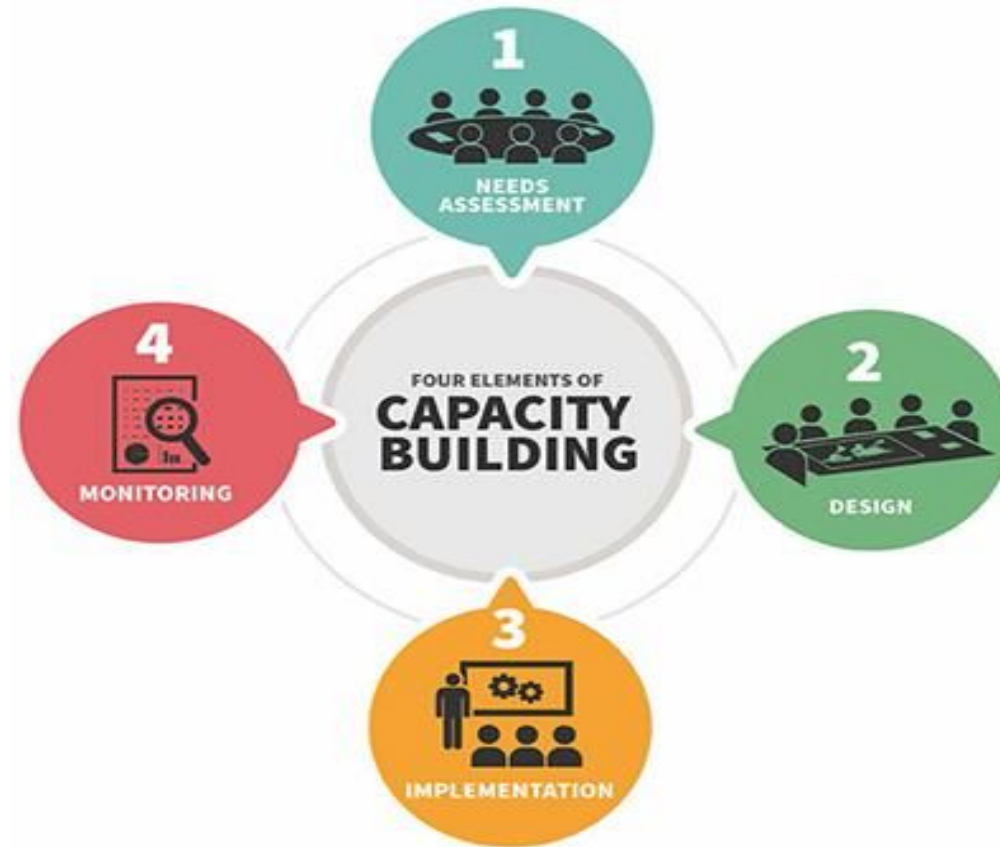 FOUR ELEMENTS OF
CAPACITY
BUILDING
1
NEEDS
ASSESSMENT
2
DESIGN
3
IMPLEMENTATION
4
MONITORING